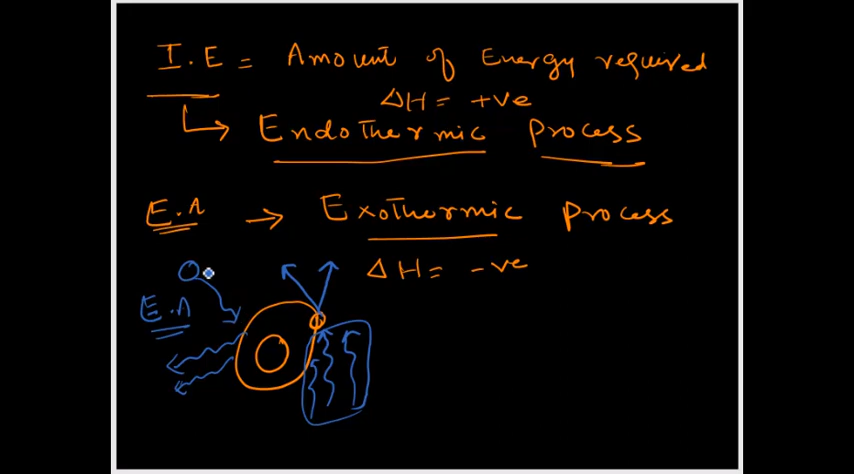 I.E = Amount of Energy required
ΔH = +ve
Endothermic Process
E.A → Exothermic Process
ΔH = -ve
E.A